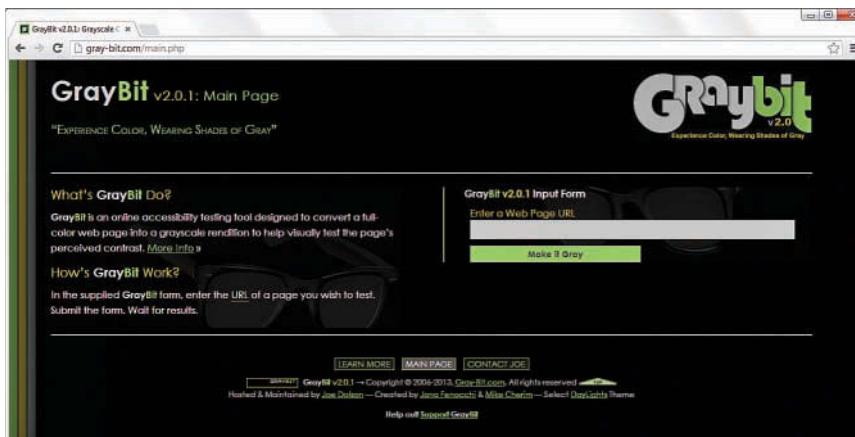 GrayBit v2.0.1: Grayscale C
gray-bit.com/main.php
GrayBit v2.0.1: Main Page
"Experience Color, Wearing Shades of Gray"
GRaybit
v 2.0
Experience Color, Wearing Shades of Gray
What's GrayBit Do?
GrayBit is an online accessibility testing tool designed to convert a full-
color web page into a grayscale rendition to help visually test the page's
perceived contrast. More Info »
How's GrayBit Work?
In the supplied GrayBit form, enter the URL of a page you wish to test.
Submit the form. Wait for results.
GrayBit v2.0.1 Input Form
Enter a Web Page URL
Make it Gray
LEARN MORE MAIN PAGE CONTACT JOE
GrayBit v2.0.1 → Copyright © 2006-2013, Gray-Bit.com. All rights reserved
Hosted & Maintained by Joe Dolson — Created by Jona Fenocchi & Mike Cherim — Select DayLights Theme
Help out! Support GrayBit